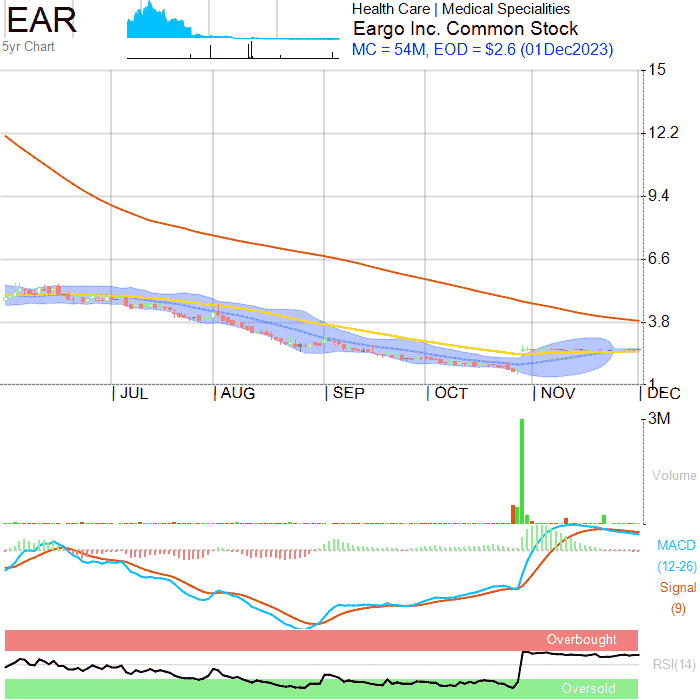 EAR
5yr Chart
Health Care | Medical Specialities
Eargo Inc. Common Stock
MC = 54M, EOD = $2.6 (01Dec2023)
15
12.2
9.4
6.6
3.8
1
| JUL | AUG | SEP | OCT | NOV | DEC
3M
Volume
MACD
(12-26)
Signal
(9)
Overbought
RSI(14)
Oversold